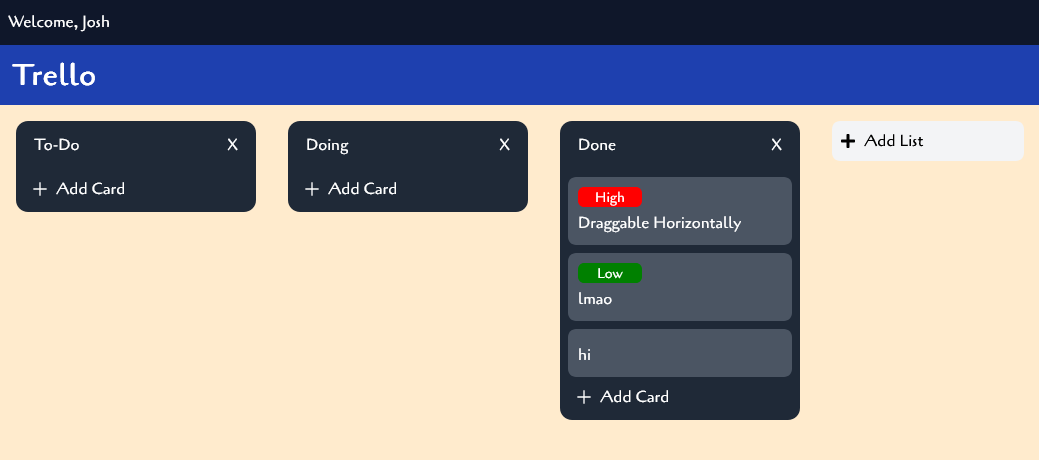 Welcome, Josh
Trello
To-Do X
+ Add Card
Doing X
+ Add Card
Done X
High
Draggable Horizontally
Low
lmao
hi
+ Add Card
+ Add List